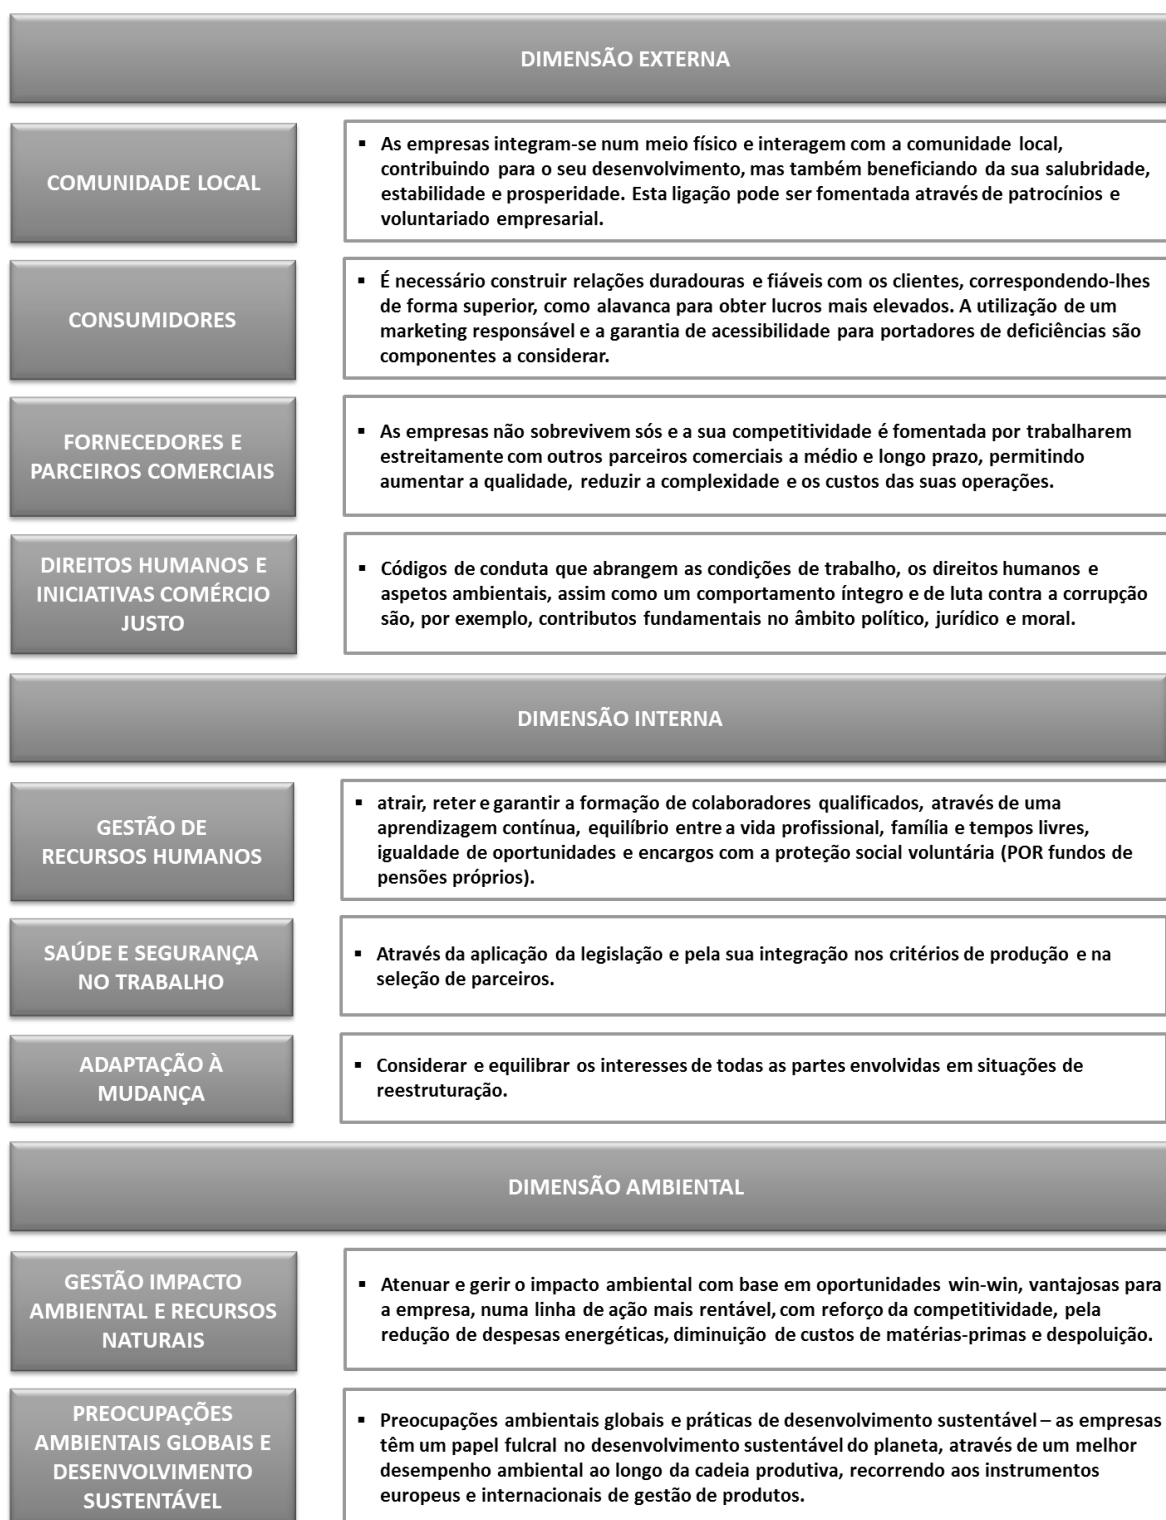 DIMENSÃO EXTERNA
COMUNIDADE LOCAL
▪ As empresas integram-se num meio físico e interagem com a comunidade local,
contribuindo para o seu desenvolvimento, mas também beneficiando da sua salubridade,
estabilidade e prosperidade. Esta ligação pode ser fomentada através de patrocínios e
voluntariado empresarial.
CONSUMIDORES
▪ É necessário construir relações duradouras e fiáveis com os clientes, correspondendo-lhes
de forma superior, como alavanca para obter lucros mais elevados. A utilização de um
marketing responsável e a garantia de acessibilidade para portadores de deficiências são
componentes a considerar.
FORNECEDORES E
PARCEIROS COMERCIAIS
▪ As empresas não sobrevivem sós e a sua competitividade é fomentada por trabalharem
estreitamente com outros parceiros comerciais a médio e longo prazo, permitindo
aumentar a qualidade, reduzir a complexidade e os custos das suas operações.
DIREITOS HUMANOS E
INICIATIVAS COMÉRCIO
JUSTO
▪ Códigos de conduta que abrangem as condições de trabalho, os direitos humanos e
aspetos ambientais, assim como um comportamento íntegro e de luta contra a corrupção
são, por exemplo, contributos fundamentais no âmbito político, jurídico e moral.
DIMENSÃO INTERNA
GESTÃO DE
RECURSOS HUMANOS
▪ atrair, reter e garantir a formação de colaboradores qualificados, através de uma
aprendizagem contínua, equilíbrio entre a vida profissional, família e tempos livres,
igualdade de oportunidades e encargos com a proteção social voluntária (POR fundos de
pensões próprios).
SAÚDE E SEGURANÇA
NO TRABALHO
▪ Através da aplicação da legislação e pela sua integração nos critérios de produção e na
seleção de parceiros.
ADAPTAÇÃO À
MUDANÇA
▪ Considerar e equilibrar os interesses de todas as partes envolvidas em situações de
reestruturação.
DIMENSÃO AMBIENTAL
GESTÃO IMPACTO
AMBIENTAL E RECURSOS
NATURAIS
▪ Atenuar e gerir o impacto ambiental com base em oportunidades win-win, vantajosas para
a empresa, numa linha de ação mais rentável, com reforço da competitividade, pela
redução de despesas energéticas, diminuição de custos de matérias-primas e despoluição.
PREOCUPAÇÕES
AMBIENTAIS GLOBAIS E
DESENVOLVIMENTO
SUSTENTÁVEL
▪ Preocupações ambientais globais e práticas de desenvolvimento sustentável – as empresas
têm um papel fulcral no desenvolvimento sustentável do planeta, através de um melhor
desempenho ambiental ao longo da cadeia produtiva, recorrendo aos instrumentos
europeus e internacionais de gestão de produtos.